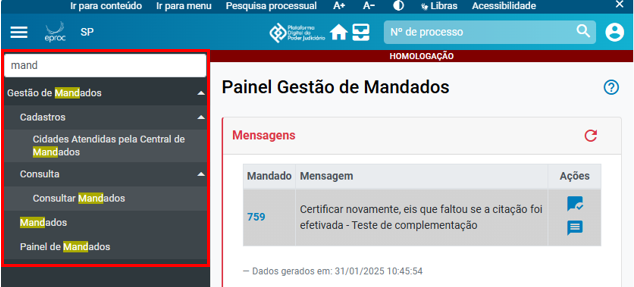 Ir para conteúdo Ir para menu Pesquisa processual A+ A- Libras Acessibilidade
eproc SP Plataforma Digital do Poder Judiciário Nº de processo
HOMOLOGAÇÃO
mand
Gestão de Mandados
Cadastros
Cidades Atendidas pela Central de
Mandados
Consulta
Consultar Mandados
Mandados
Painel de Mandados
Painel Gestão de Mandados
Mensagens
Mandado Mensagem Ações
759 Certificar novamente, eis que faltou se a citação foi
efetivada - Teste de complementação
— Dados gerados em: 31/01/2025 10:45:54